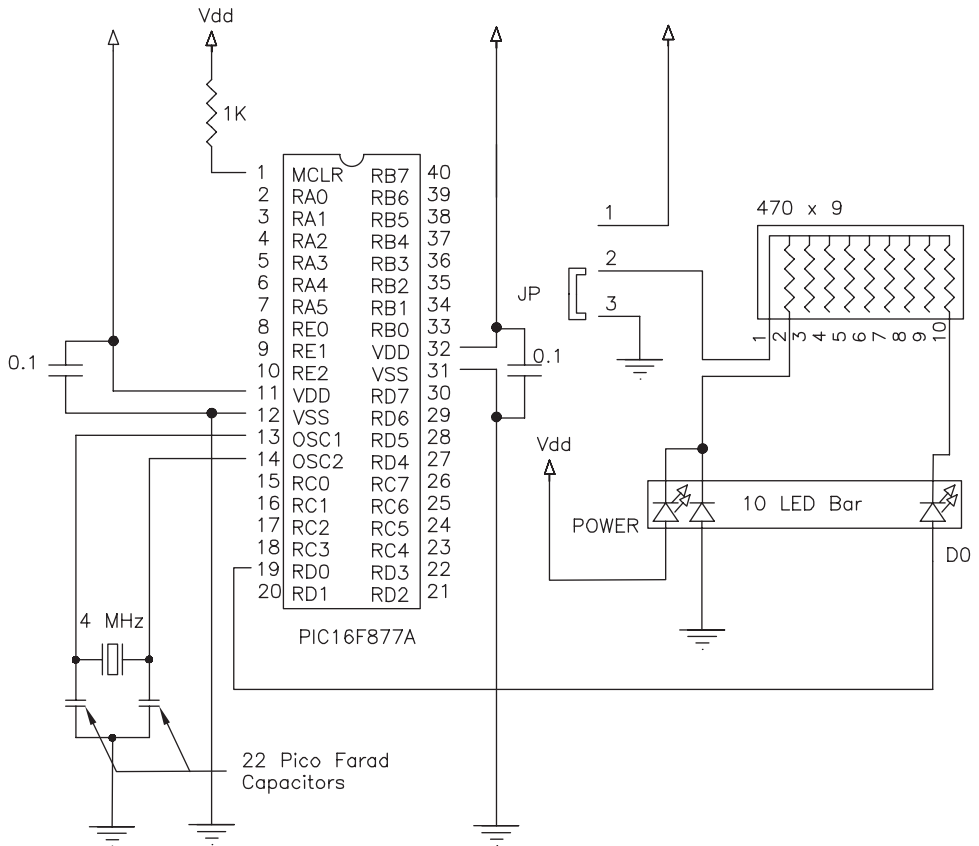 Vdd
1K
1 MCLR RB7 40
2 RA0 RB6 39
3 RA1 RB5 38
4 RA2 RB4 37
5 RA3 RB3 36
6 RA4 RB2 35
7 RA5 RB1 34
8 RE0 RB0 33
9 RE1 VDD 32
10 RE2 VSS 31
11 VDD RD7 30
12 VSS RD6 29
13 OSC1 RD5 28
14 OSC2 RD4 27
15 RC0 RC7 26
16 RC1 RC6 25
17 RC2 RC5 24
18 RC3 RC4 23
19 RD0 RD3 22
20 RD1 RD2 21
PIC16F877A
0.1
0.1
4 MHz
22 Pico Farad
Capacitors
1
2
3
JP
470 x 9
1 2 3 4 5 6 7 8 9 10
Vdd
POWER
10 LED Bar
D0